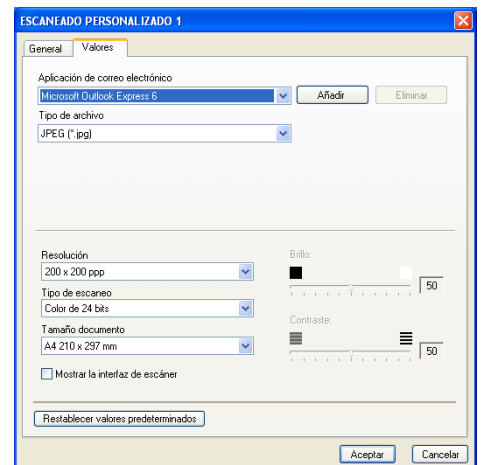 ESCANEADO PERSONALIZADO 1
General Valores
Aplicación de correo electrónico
Microsoft Outlook Express 6 Añadir Eliminar
Tipo de archivo
JPEG (*.jpg)
Resolución Brillo:
200 x 200 ppp 50
Tipo de escaneo
Color de 24 bits
Tamaño documento Contraste:
A4 210 x 297 mm 50
Mostrar la interfaz de escáner
Restablecer valores predeterminados
Aceptar Cancelar